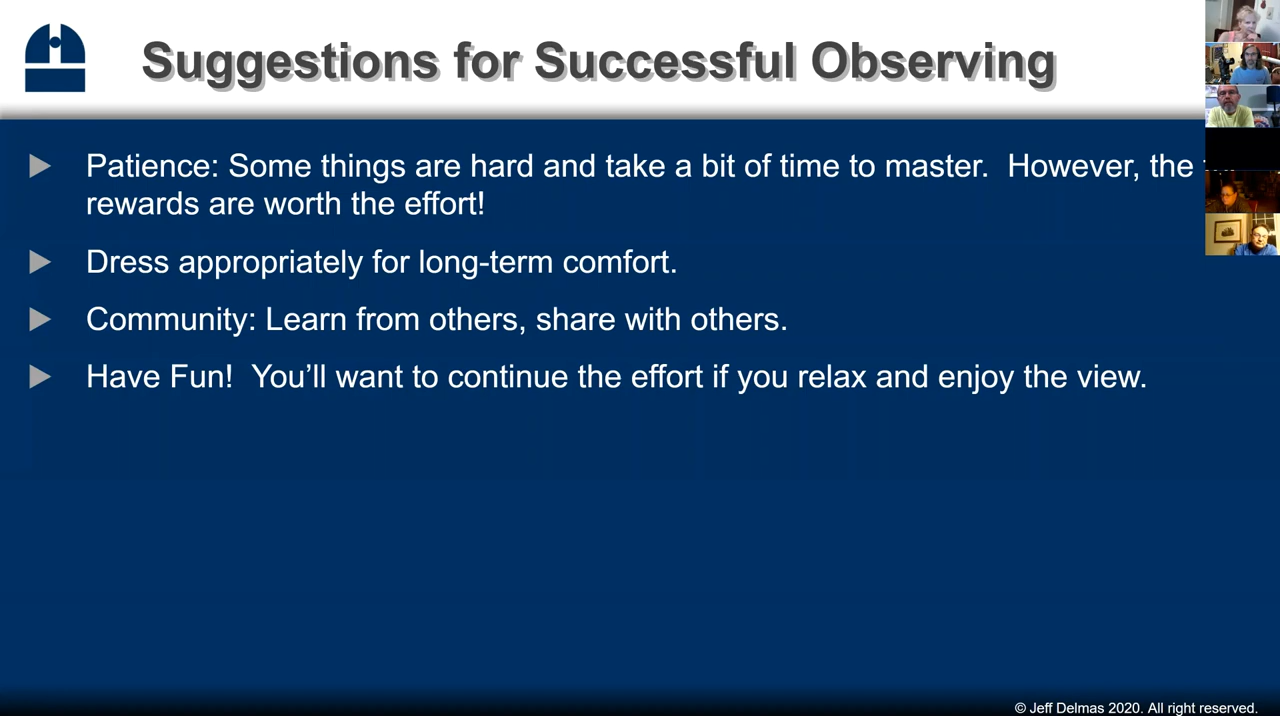 Suggestions for Successful Observing
Patience: Some things are hard and take a bit of time to master.  However, the
rewards are worth the effort!
Dress appropriately for long-term comfort.
Community: Learn from others, share with others.
Have Fun!  You’ll want to continue the effort if you relax and enjoy the view.
© Jeff Delmas 2020. All right reserved.